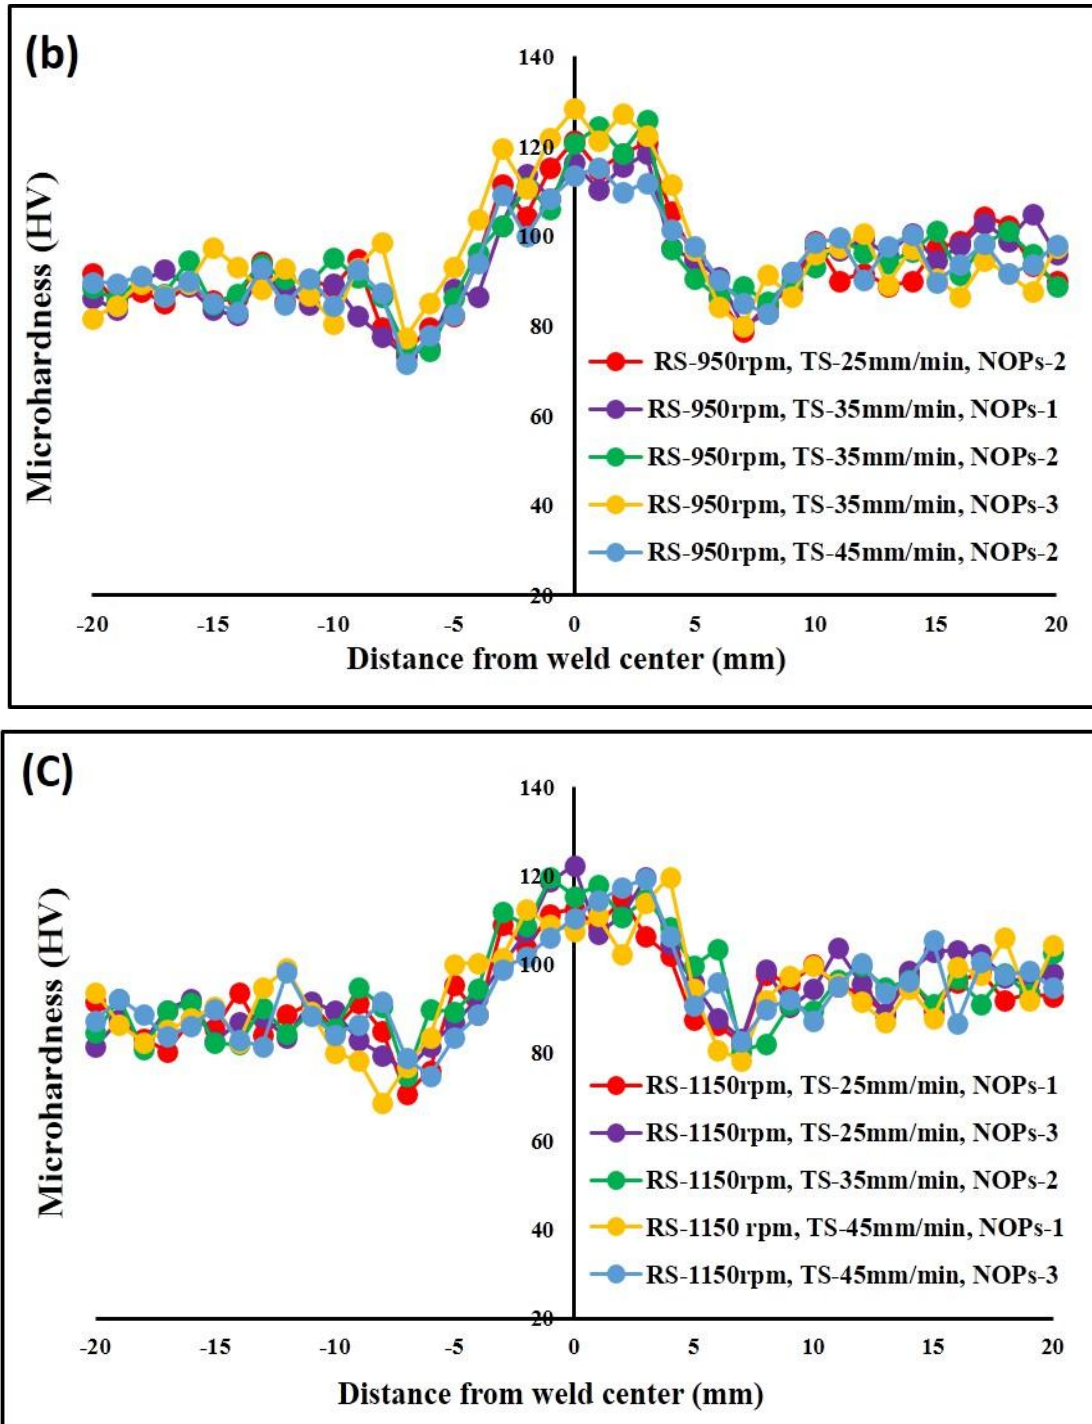 (b)
140
120
100
80
60
40
20
Microhardness (HV)
RS-950rpm, TS-25mm/min, NOPs-2
RS-950rpm, TS-35mm/min, NOPs-1
RS-950rpm, TS-35mm/min, NOPs-2
RS-950rpm, TS-35mm/min, NOPs-3
RS-950rpm, TS-45mm/min, NOPs-2
-20 -15 -10 -5 0 5 10 15 20
Distance from weld center (mm)
(C)
140
120
100
80
60
40
20
Microhardness (HV)
RS-1150rpm, TS-25mm/min, NOPs-1
RS-1150rpm, TS-25mm/min, NOPs-3
RS-1150rpm, TS-35mm/min, NOPs-2
RS-1150 rpm, TS-45mm/min, NOPs-1
RS-1150rpm, TS-45mm/min, NOPs-3
-20 -15 -10 -5 0 5 10 15 20
Distance from weld center (mm)